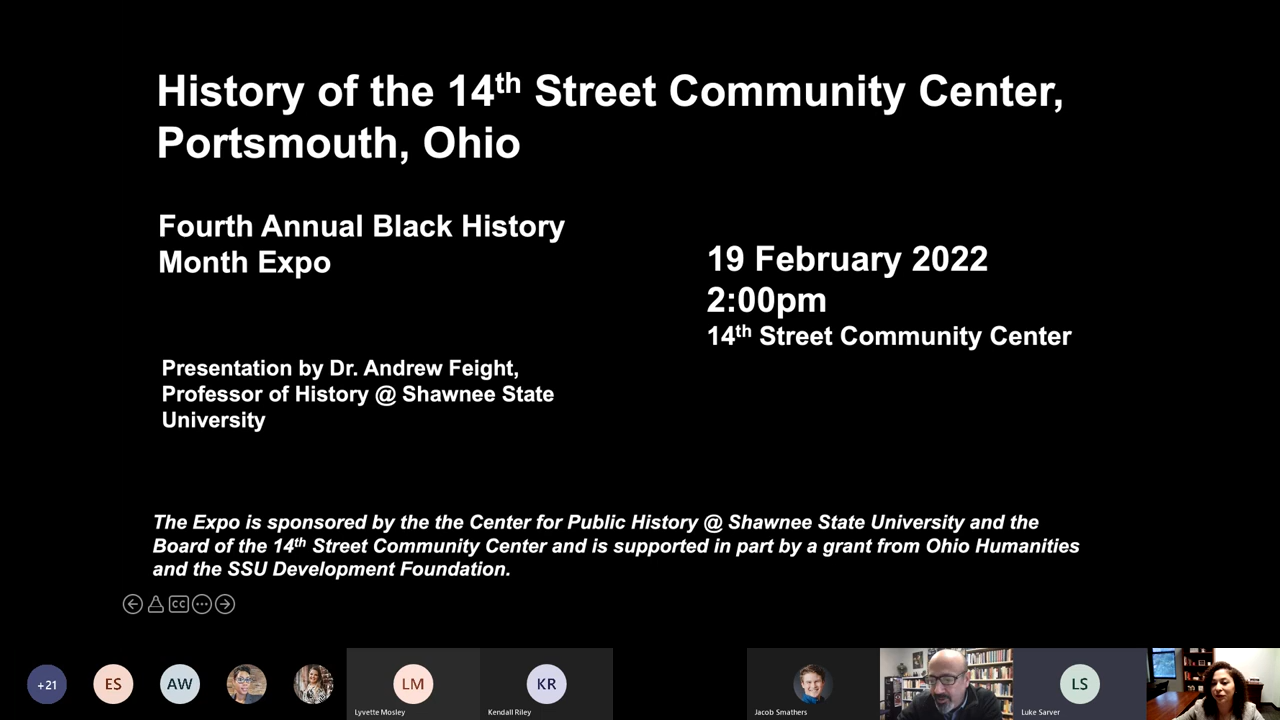 History of the 14th Street Community Center,
Portsmouth, Ohio
Fourth Annual Black History
Month Expo
19 February 2022
2:00pm
14th Street Community Center
Presentation by Dr. Andrew Feight,
Professor of History @ Shawnee State
University
The Expo is sponsored by the the Center for Public History @ Shawnee State University and the
Board of the 14th Street Community Center and is supported in part by a grant from Ohio Humanities
and the SSU Development Foundation.
CC
+21
ES
AW
LM
KR
LS
Lyvette Mosley
Kendall Riley
Jacob Smathers
Luke Sarver